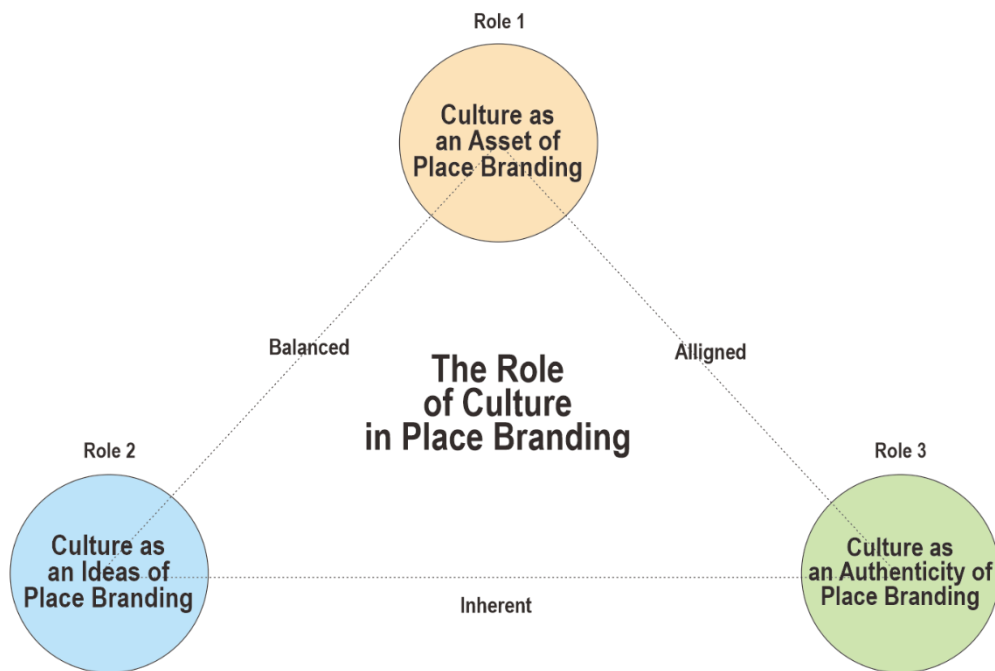 Role 1
Culture as
an Asset of
Place Branding
Balanced
Alligned
The Role
of Culture
in Place Branding
Role 2
Culture as
an Ideas of
Place Branding
Role 3
Culture as
an Authenticity of
Place Branding
Inherent